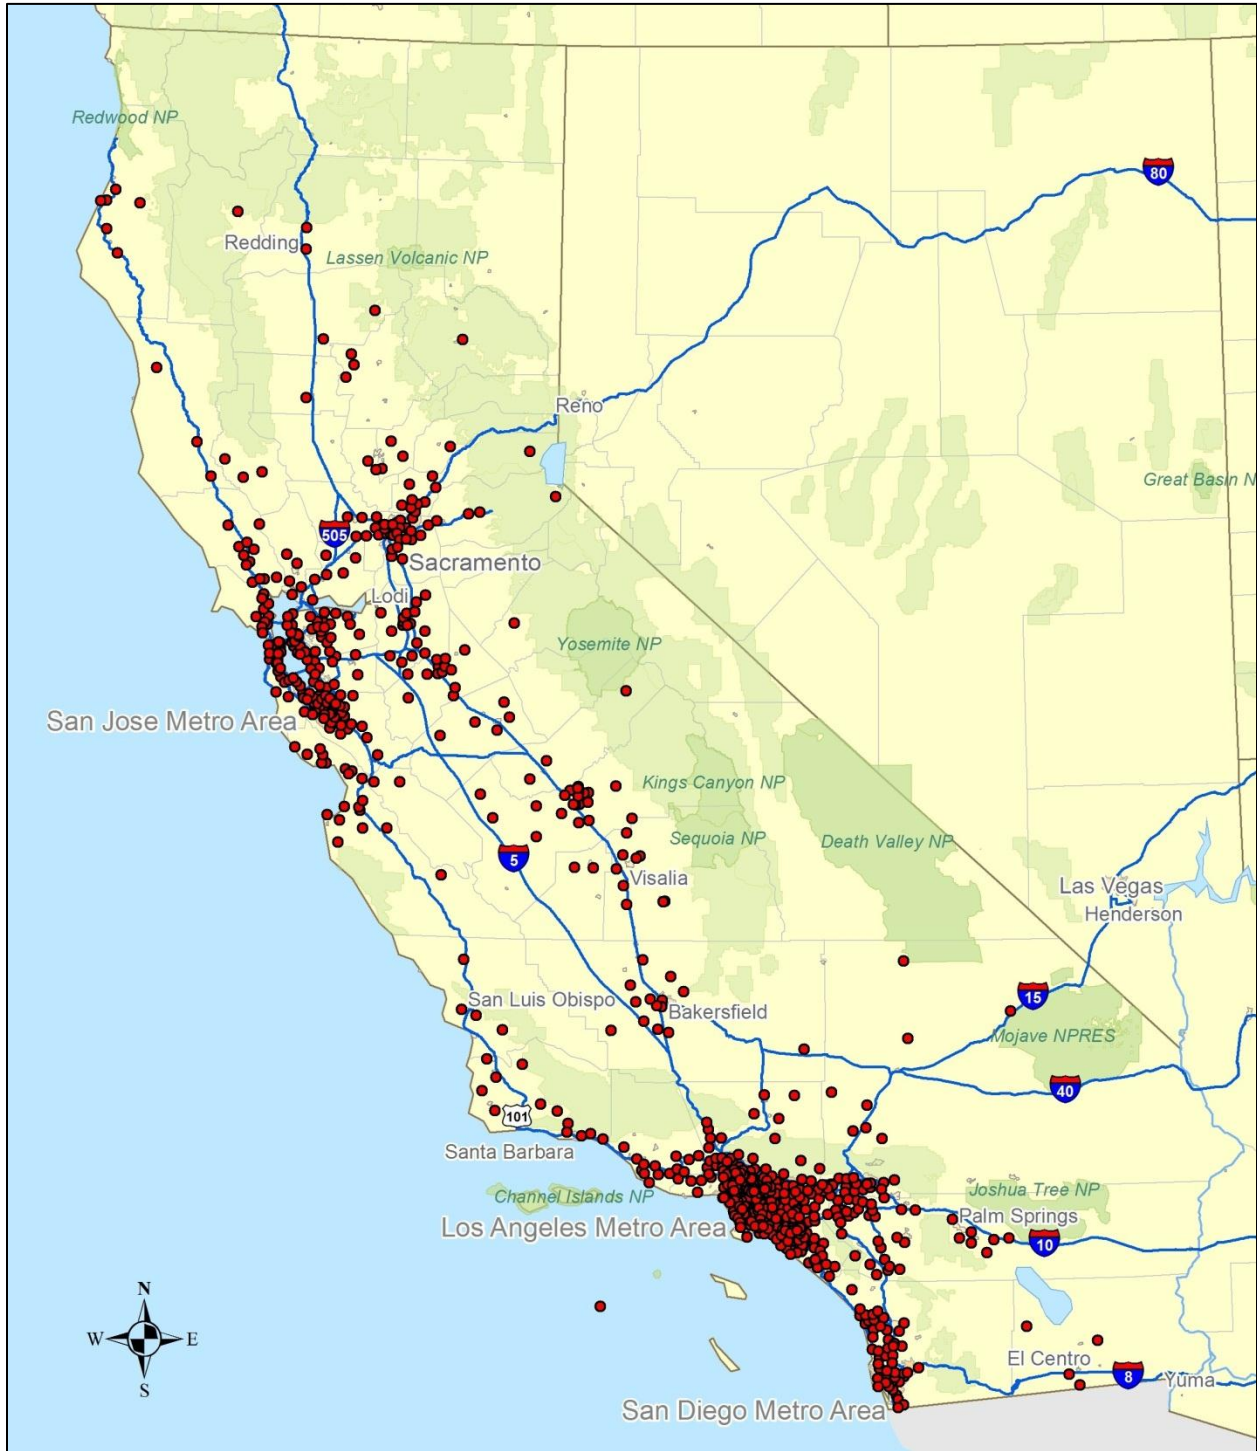 80
Redwood NP
Redding
Lassen Volcanic NP
Reno
Great Basin N
505
Sacramento
Lodi
Yosemite NP
San Jose Metro Area
Kings Canyon NP
Sequoia NP
Death Valley NP
5
Visalia
Las Vegas
Henderson
San Luis Obispo
15
Bakersfield
Mojave NPRES
40
101
Santa Barbara
Channel Islands NP
Joshua Tree NP
Palm Springs
Los Angeles Metro Area
10
N
W E
S
El Centro
8
Yuma
San Diego Metro Area